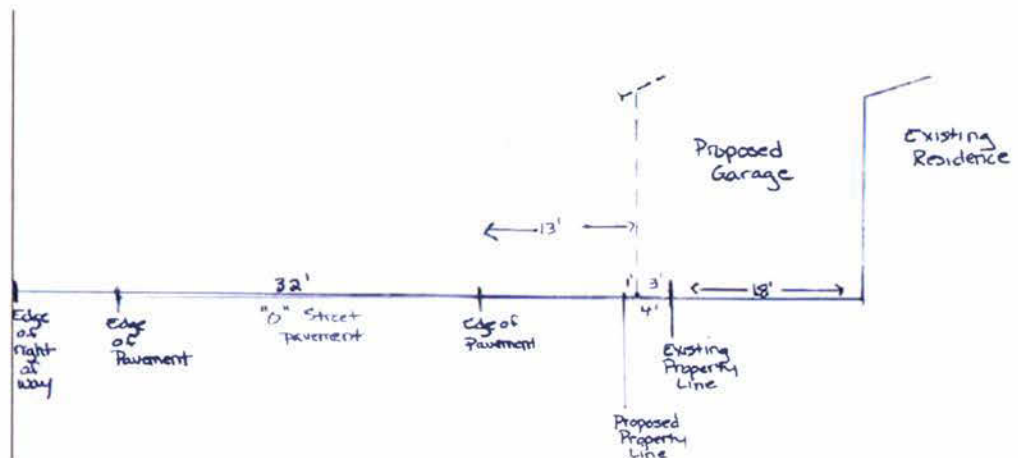 Existing
Residence
Proposed
Garage
13'
32'
1'
3'
18'
4'
"O" Street
pavement
Edge
of
right
of
way
Edge
of
Pavement
Edge of
Pavement
Existing
Property
Line
Proposed
Property
Line